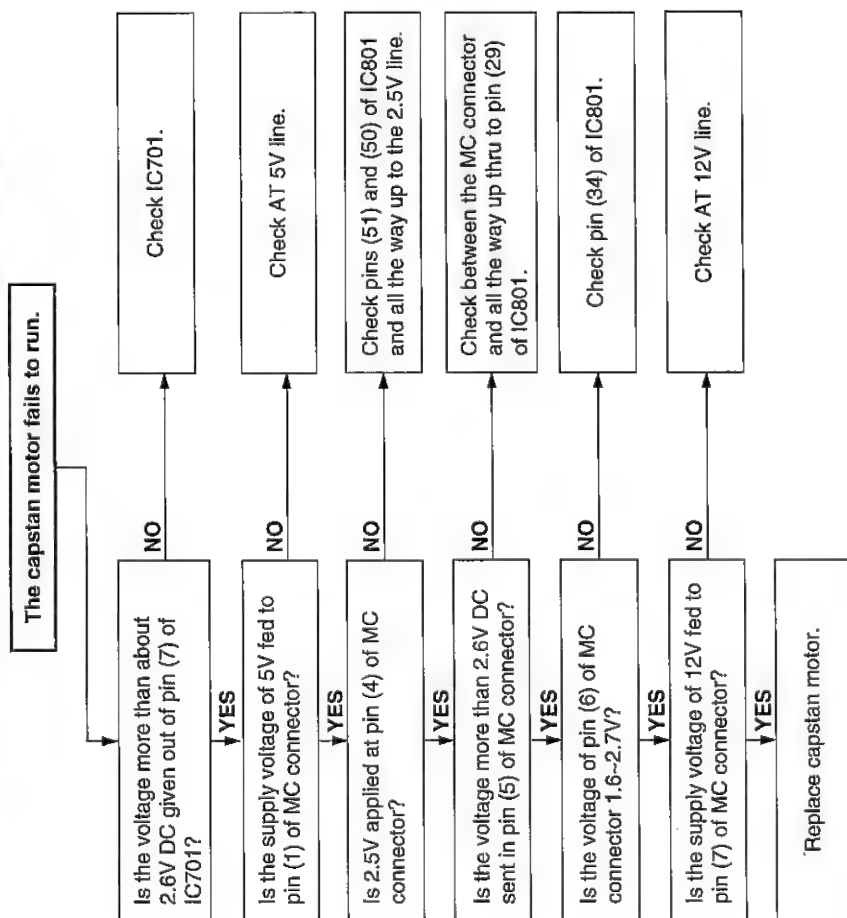 The capstan motor fails to run.
Is the voltage more than about
2.6V DC given out of pin (7) of
IC701?
NO
Check IC701.
YES
Is the supply voltage of 5V fed to
pin (1) of MC connector?
NO
Check AT 5V line.
YES
Is 2.5V applied at pin (4) of MC
connector?
NO
Check pins (51) and (50) of IC801
and all the way up to the 2.5V line.
YES
Is the voltage more than 2.6V DC
sent in pin (5) of MC connector?
NO
Check between the MC connector
and all the way up thru to pin (29)
of IC801.
YES
Is the voltage of pin (6) of MC
connector 1.6~2.7V?
NO
Check pin (34) of IC801.
YES
Is the supply voltage of 12V fed to
pin (7) of MC connector?
NO
Check AT 12V line.
YES
Replace capstan motor.